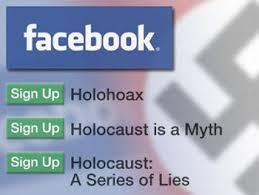 facebook
Sign Up Holohoax
Sign Up Holocaust is a Myth
Sign Up Holocaust:
A Series of Lies